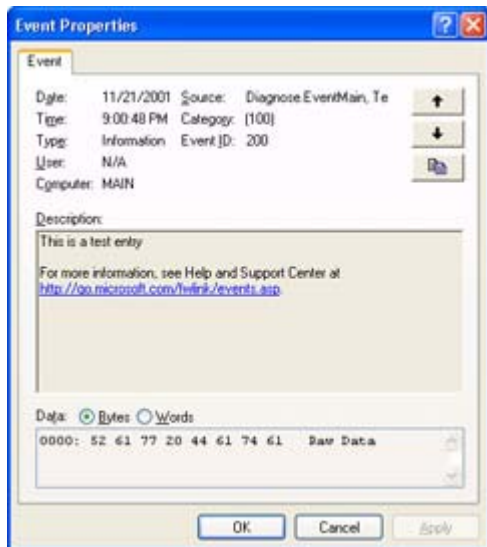 Event Properties
Event
Date: 11/21/2001 Source: Diagnose.EventMain, Te
Time: 9:00:48 PM Category: (100)
Type: Information Event ID: 200
User: N/A
Computer: MAIN
Description:
This is a test entry
For more information, see Help and Support Center at
http://go.microsoft.com/fwlink/events.asp.
Data: Bytes Words
0000: 52 61 77 20 44 61 74 61 Raw Data
OK Cancel Apply